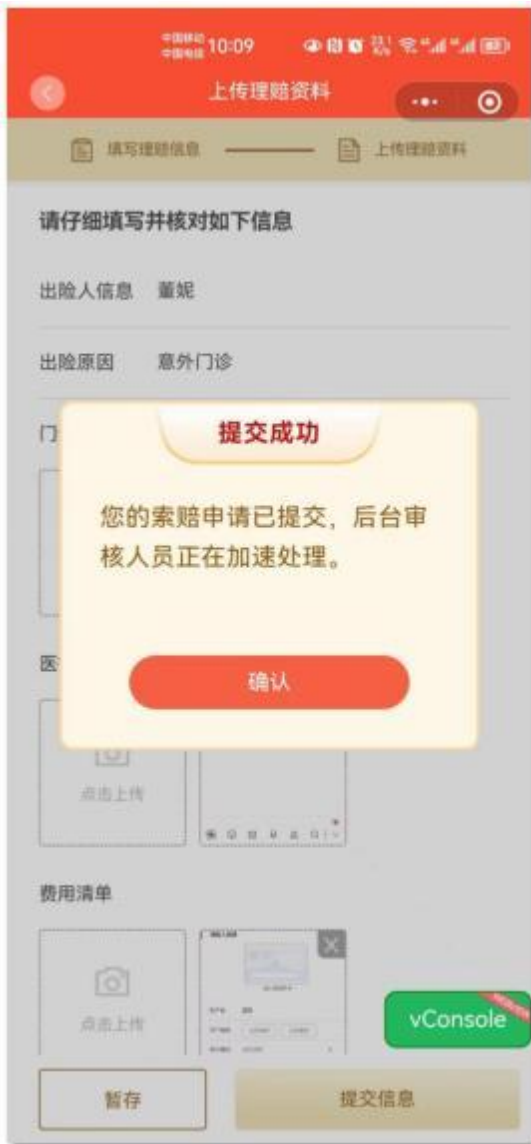 中国移动
中国电信
10:09
上传理赔资料
填写理赔信息
上传理赔资料
请仔细填写并核对如下信息
出险人信息 董妮
出险原因 意外门诊
门
提交成功
您的索赔申请已提交，后台审
核人员正在加速处理。
确认
医
点击上传
费用清单
点击上传
vConsole
暂存
提交信息